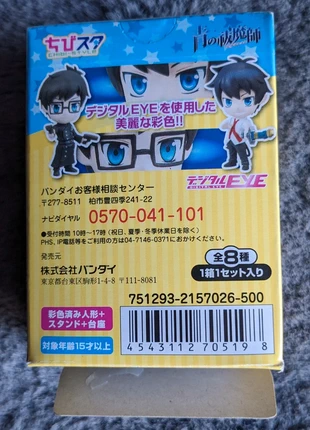 ちびスタ
CHIBI-STYLE
青の祓魔師
デジタルEYEを使用した
美麗な彩色!!
デジタルEYE
DIGITAL EYE
バンダイお客様相談センター
〒277-8511 柏市豊四季241-22
ナビダイヤル 0570-041-101
●受付時間 10時〜17時(祝日、夏季・冬季休業日を除く)
PHS、IP電話等をご利用の方は04-7146-0371におかけください。
発売元
株式会社バンダイ
東京都台東区駒形1-4-8 〒111-8081
全8種
1箱1セット入り
751293-2157026-500
彩色済み人形+
スタンド+台座
対象年齢15才以上
4543112705198